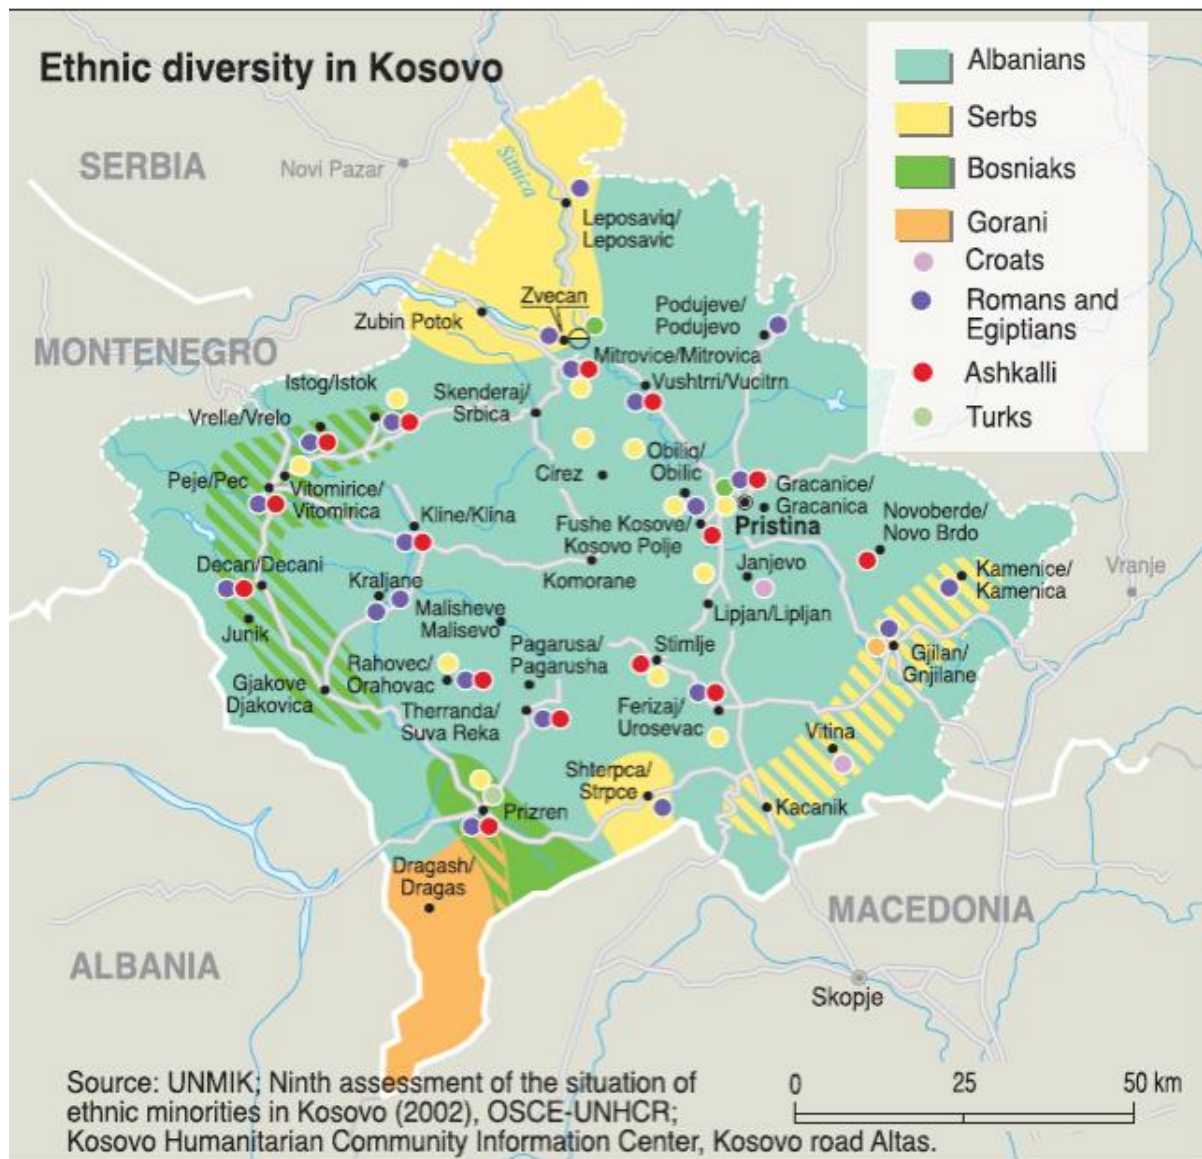 Ethnic diversity in Kosovo
Albanians
Serbs
Bosniaks
Gorani
Croats
Romans and
Egiptians
Ashkalli
Turks
SERBIA
Novi Pazar
Simica
Leposaviq/
Leposavic
Zvecan
Zubin Potok
Podujeve/
Podujevo
MONTENEGRO
Mitrovice/Mitrovica
Istog/Istok
Skenderaj/
Srbica
Vushtrri/Vucitrn
Vrelle/Vrelo
Obiliq/
Obilic
Cirez
Peje/Pec
Vitomirice/
Vitomirica
Kline/Klina
Gracanice/
Gracanica
Pristina
Fushe Kosove/
Kosovo Polje
Novoberde/
Novo Brdo
Decan/Decani
Kraljane
Komorane
Janjevo
Kamenice/
Kamenica
Vranje
Junik
Malisheve
Malisevo
Lipjan/Lipljan
Pagarusa/
Pagarusha
Stimlje
Rahovec/
Orahovac
Gjilan/
Gnjilane
Gjakove
Djakovica
Therranda/
Suva Reka
Ferizaj/
Urosevac
Vitina
Shterpca/
Strpce
Prizren
Kacanik
Dragash/
Dragas
MACEDONIA
ALBANIA
Skopje
Source: UNMIK; Ninth assessment of the situation of
ethnic minorities in Kosovo (2002), OSCE-UNHCR;
Kosovo Humanitarian Community Information Center, Kosovo road Altas.
0 25 50 km